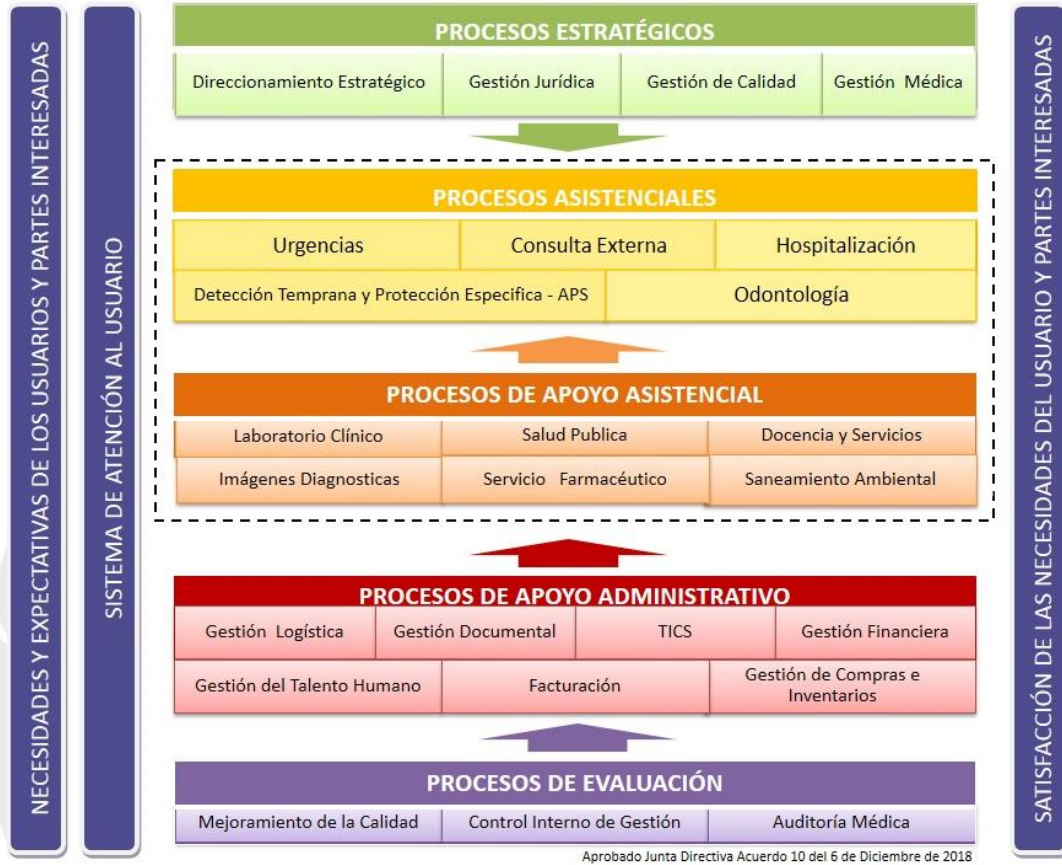 NECESIDADES Y EXPECTATIVAS DE LOS USUARIOS Y PARTES INTERESADAS
SISTEMA DE ATENCIÓN AL USUARIO
PROCESOS ESTRATÉGICOS
Direccionamiento Estratégico
Gestión Jurídica
Gestión de Calidad
Gestión Médica
PROCESOS ASISTENCIALES
Urgencias
Consulta Externa
Hospitalización
Detección Temprana y Protección Especifica - APS
Odontología
PROCESOS DE APOYO ASISTENCIAL
Laboratorio Clínico
Salud Publica
Docencia y Servicios
Imágenes Diagnosticas
Servicio Farmacéutico
Saneamiento Ambiental
PROCESOS DE APOYO ADMINISTRATIVO
Gestión Logística
Gestión Documental
TICS
Gestión Financiera
Gestión del Talento Humano
Facturación
Gestión de Compras e
Inventarios
PROCESOS DE EVALUACIÓN
Mejoramiento de la Calidad
Control Interno de Gestión
Auditoría Médica
Aprobado Junta Directiva Acuerdo 10 del 6 de Diciembre de 2018
SATISFACCIÓN DE LAS NECESIDADES DEL USUARIO Y PARTES INTERESADAS